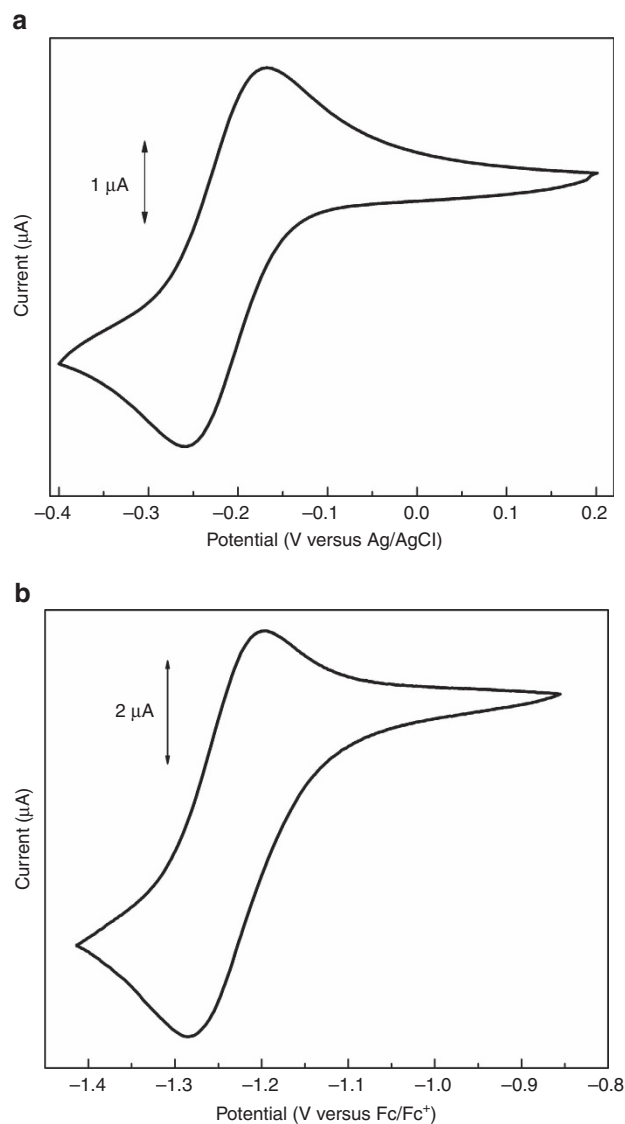 a
1 μA
Current (μA)
–0.4 –0.3 –0.2 –0.1 0.0 0.1 0.2
Potential (V versus Ag/AgCl)
b
2 μA
Current (μA)
–1.4 –1.3 –1.2 –1.1 –1.0 –0.9 –0.8
Potential (V versus Fc/Fc⁺)